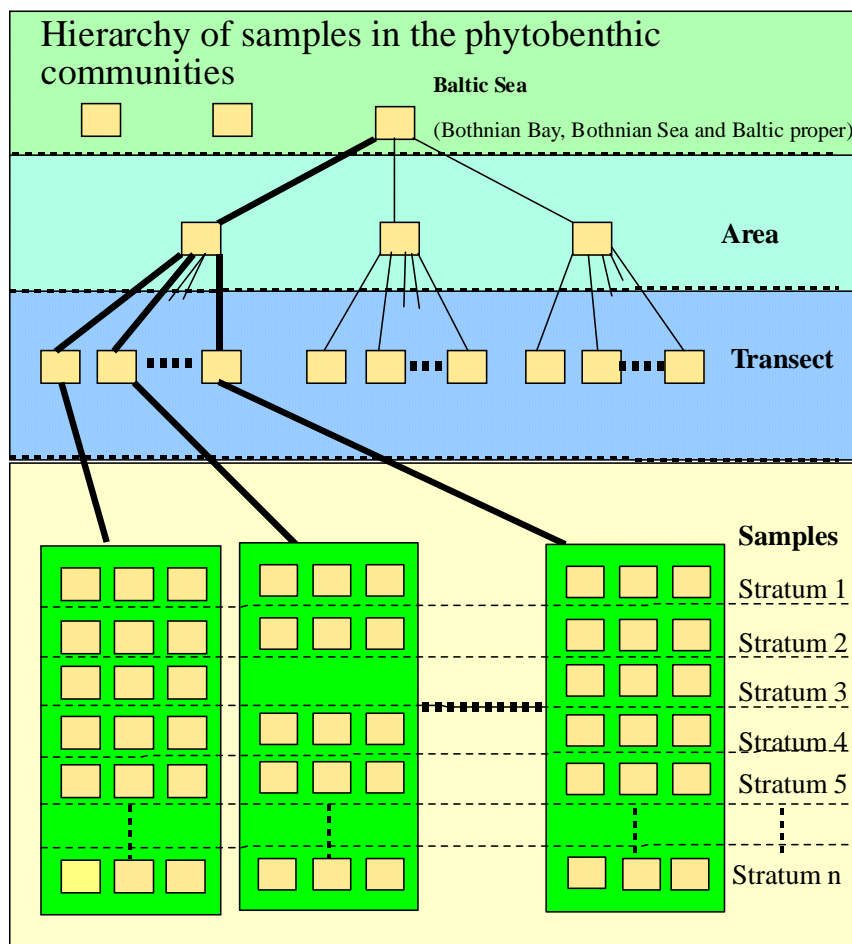 Hierarchy of samples in the phytobenthic
communities
Baltic Sea
(Bothnian Bay, Bothnian Sea and Baltic proper)
Area
Transect
Samples
Stratum 1
Stratum 2
Stratum 3
Stratum 4
Stratum 5
Stratum n